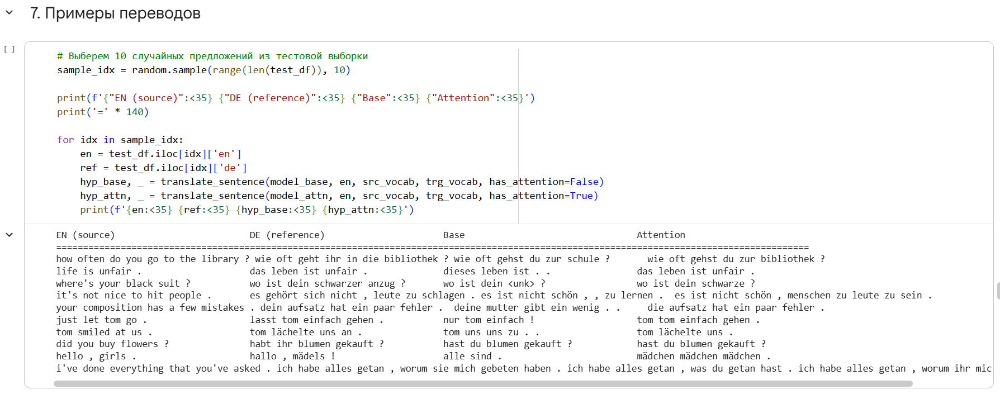 7. Примеры переводов
[ ]
# Выберем 10 случайных предложений из тестовой выборки
sample_idx = random.sample(range(len(test_df)), 10)
print(f'{"EN (source)":<35} {"DE (reference)":<35} {"Base":<35} {"Attention":<35}')
print('=' * 140)
for idx in sample_idx:
    en = test_df.iloc[idx]['en']
    ref = test_df.iloc[idx]['de']
    hyp_base, _ = translate_sentence(model_base, en, src_vocab, trg_vocab, has_attention=False)
    hyp_attn, _ = translate_sentence(model_attn, en, src_vocab, trg_vocab, has_attention=True)
    print(f'{en:<35} {ref:<35} {hyp_base:<35} {hyp_attn:<35}')
EN (source)                         DE (reference)                      Base                                Attention
============================================================================================================================================
how often do you go to the library ? wie oft geht ihr in die bibliothek ? wie oft gehst du zur schule ?       wie oft gehst du zur bibliothek ?
life is unfair .                    das leben ist unfair .              dieses leben ist . .                das leben ist unfair .
where's your black suit ?           wo ist dein schwarzer anzug ?       wo ist dein <unk> ?                 wo ist dein schwarze ?
it's not nice to hit people .       es gehört sich nicht , leute zu schlagen . es ist nicht schön , , zu lernen .  es ist nicht schön , menschen zu leute zu sein .
your composition has a few mistakes . dein aufsatz hat ein paar fehler .  deine mutter gibt ein wenig . .     die aufsatz hat ein paar fehler .
just let tom go .                   lasst tom einfach gehen .           nur tom einfach !                   tom tom einfach gehen .
tom smiled at us .                  tom lächelte uns an .               tom uns uns zu . .                  tom lächelte uns .
did you buy flowers ?               habt ihr blumen gekauft ?           hast du blumen gekauft ?            hast du blumen gekauft ?
hello , girls .                     hallo , mädels !                    alle sind .                         mädchen mädchen mädchen .
i've done everything that you've asked . ich habe alles getan , worum sie mich gebeten haben . ich habe alles getan , was du getan hast . ich habe alles getan , worum ihr mic